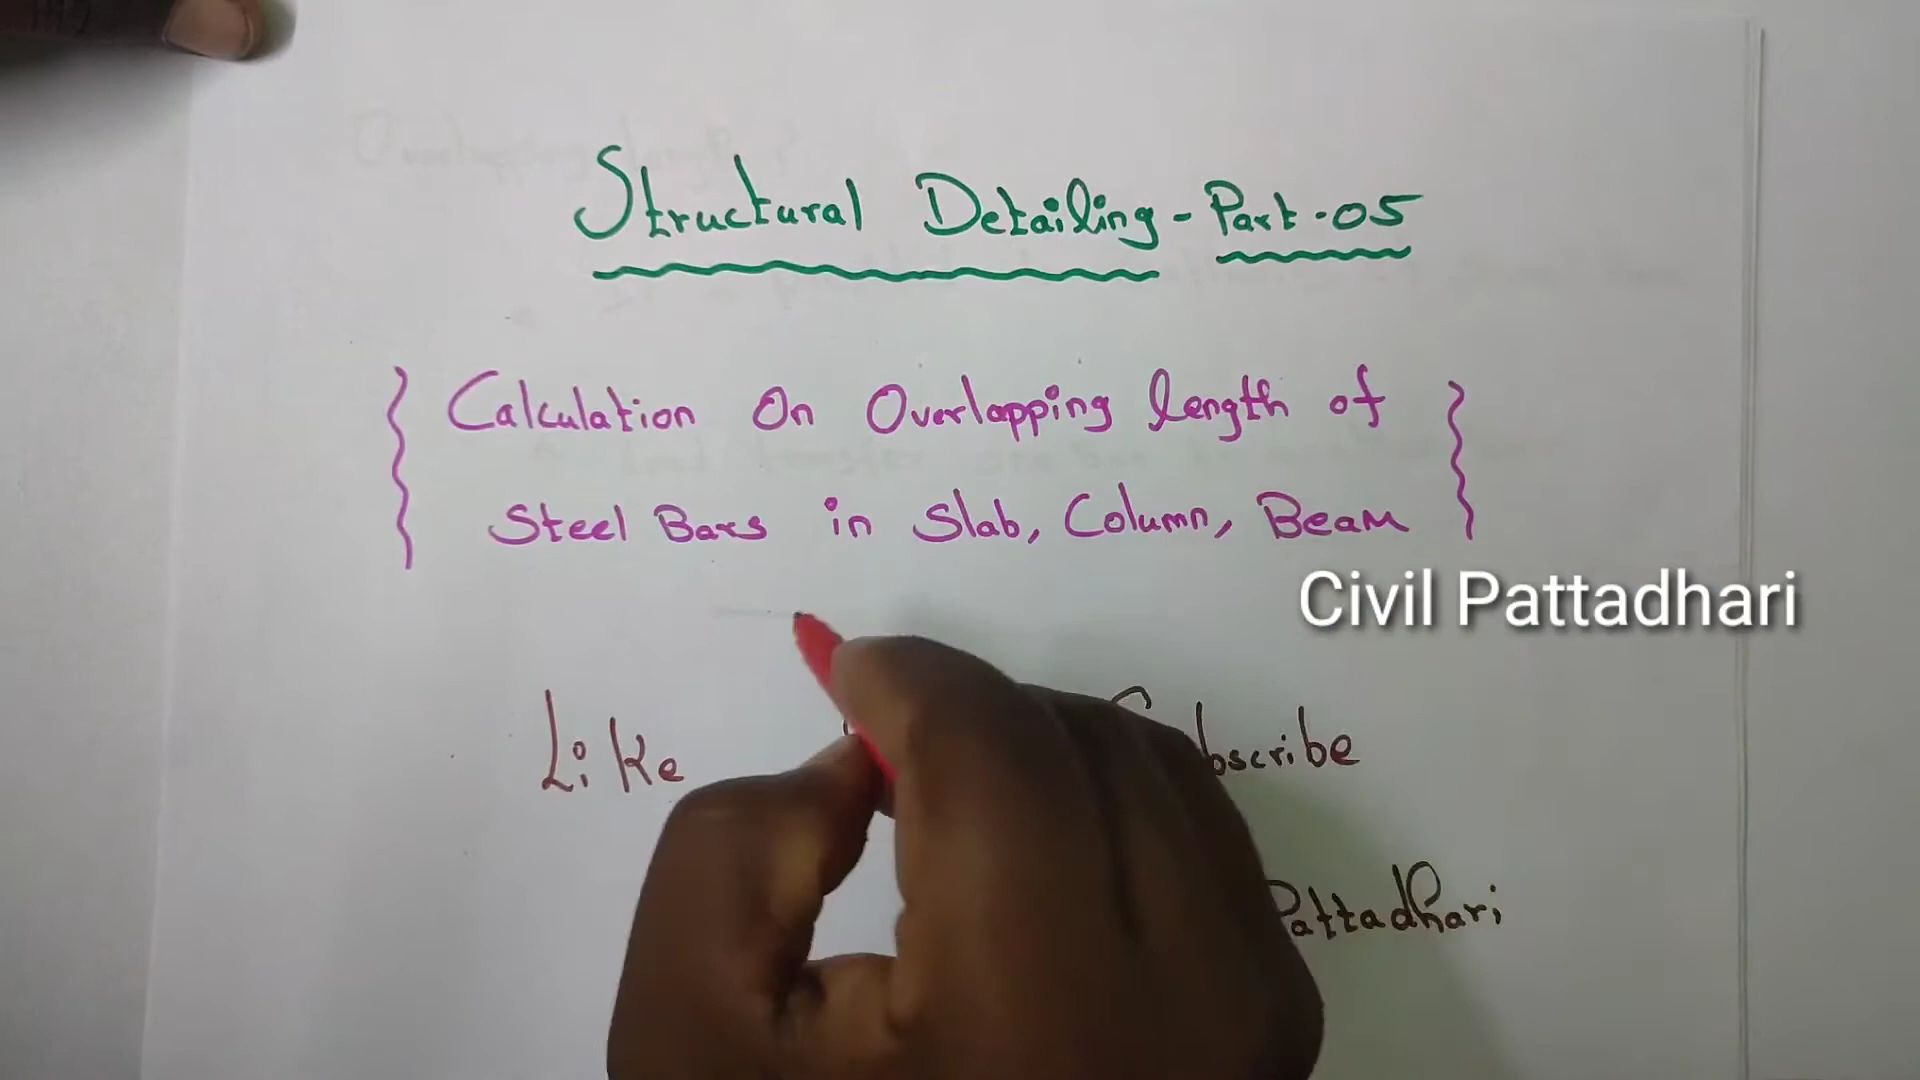 Structural Detailing - Part - 05
Calculation On Overlapping length of
Steel Bars in Slab, Column, Beam
Civil Pattadhari
Like
Pattadhari